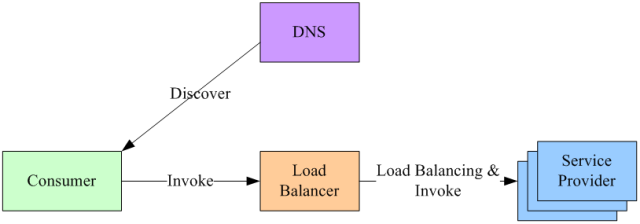 DNS
Discover
Consumer
Invoke
Load
Balancer
Load Balancing &
Invoke
Service
Provider